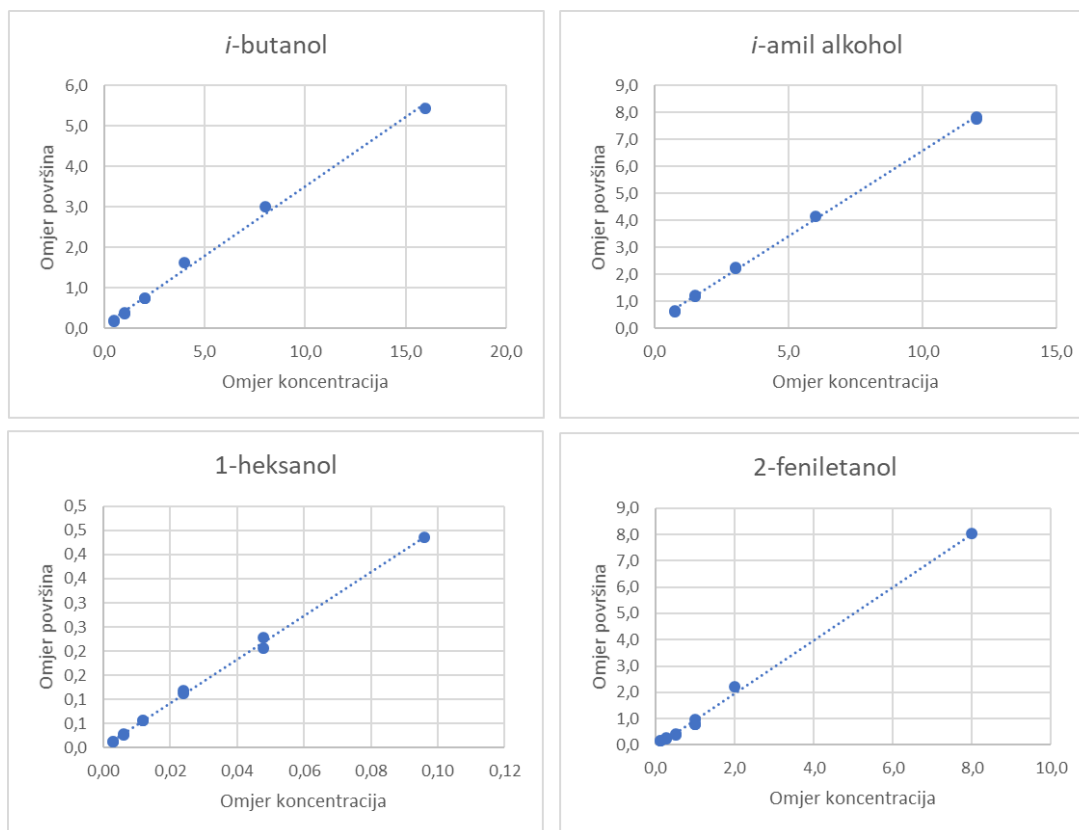 i-butanol
6,0
5,0
4,0
3,0
2,0
1,0
0,0
Omjer površina
0,0 5,0 10,0 15,0 20,0
Omjer koncentracija
i-amil alkohol
9,0
8,0
7,0
6,0
5,0
4,0
3,0
2,0
1,0
0,0
Omjer površina
0,0 5,0 10,0 15,0
Omjer koncentracija
1-heksanol
0,5
0,5
0,4
0,4
0,3
0,3
0,2
0,2
0,1
0,1
0,0
Omjer površina
0,00 0,02 0,04 0,06 0,08 0,10 0,12
Omjer koncentracija
2-feniletanol
9,0
8,0
7,0
6,0
5,0
4,0
3,0
2,0
1,0
0,0
Omjer površina
0,0 2,0 4,0 6,0 8,0 10,0
Omjer koncentracija